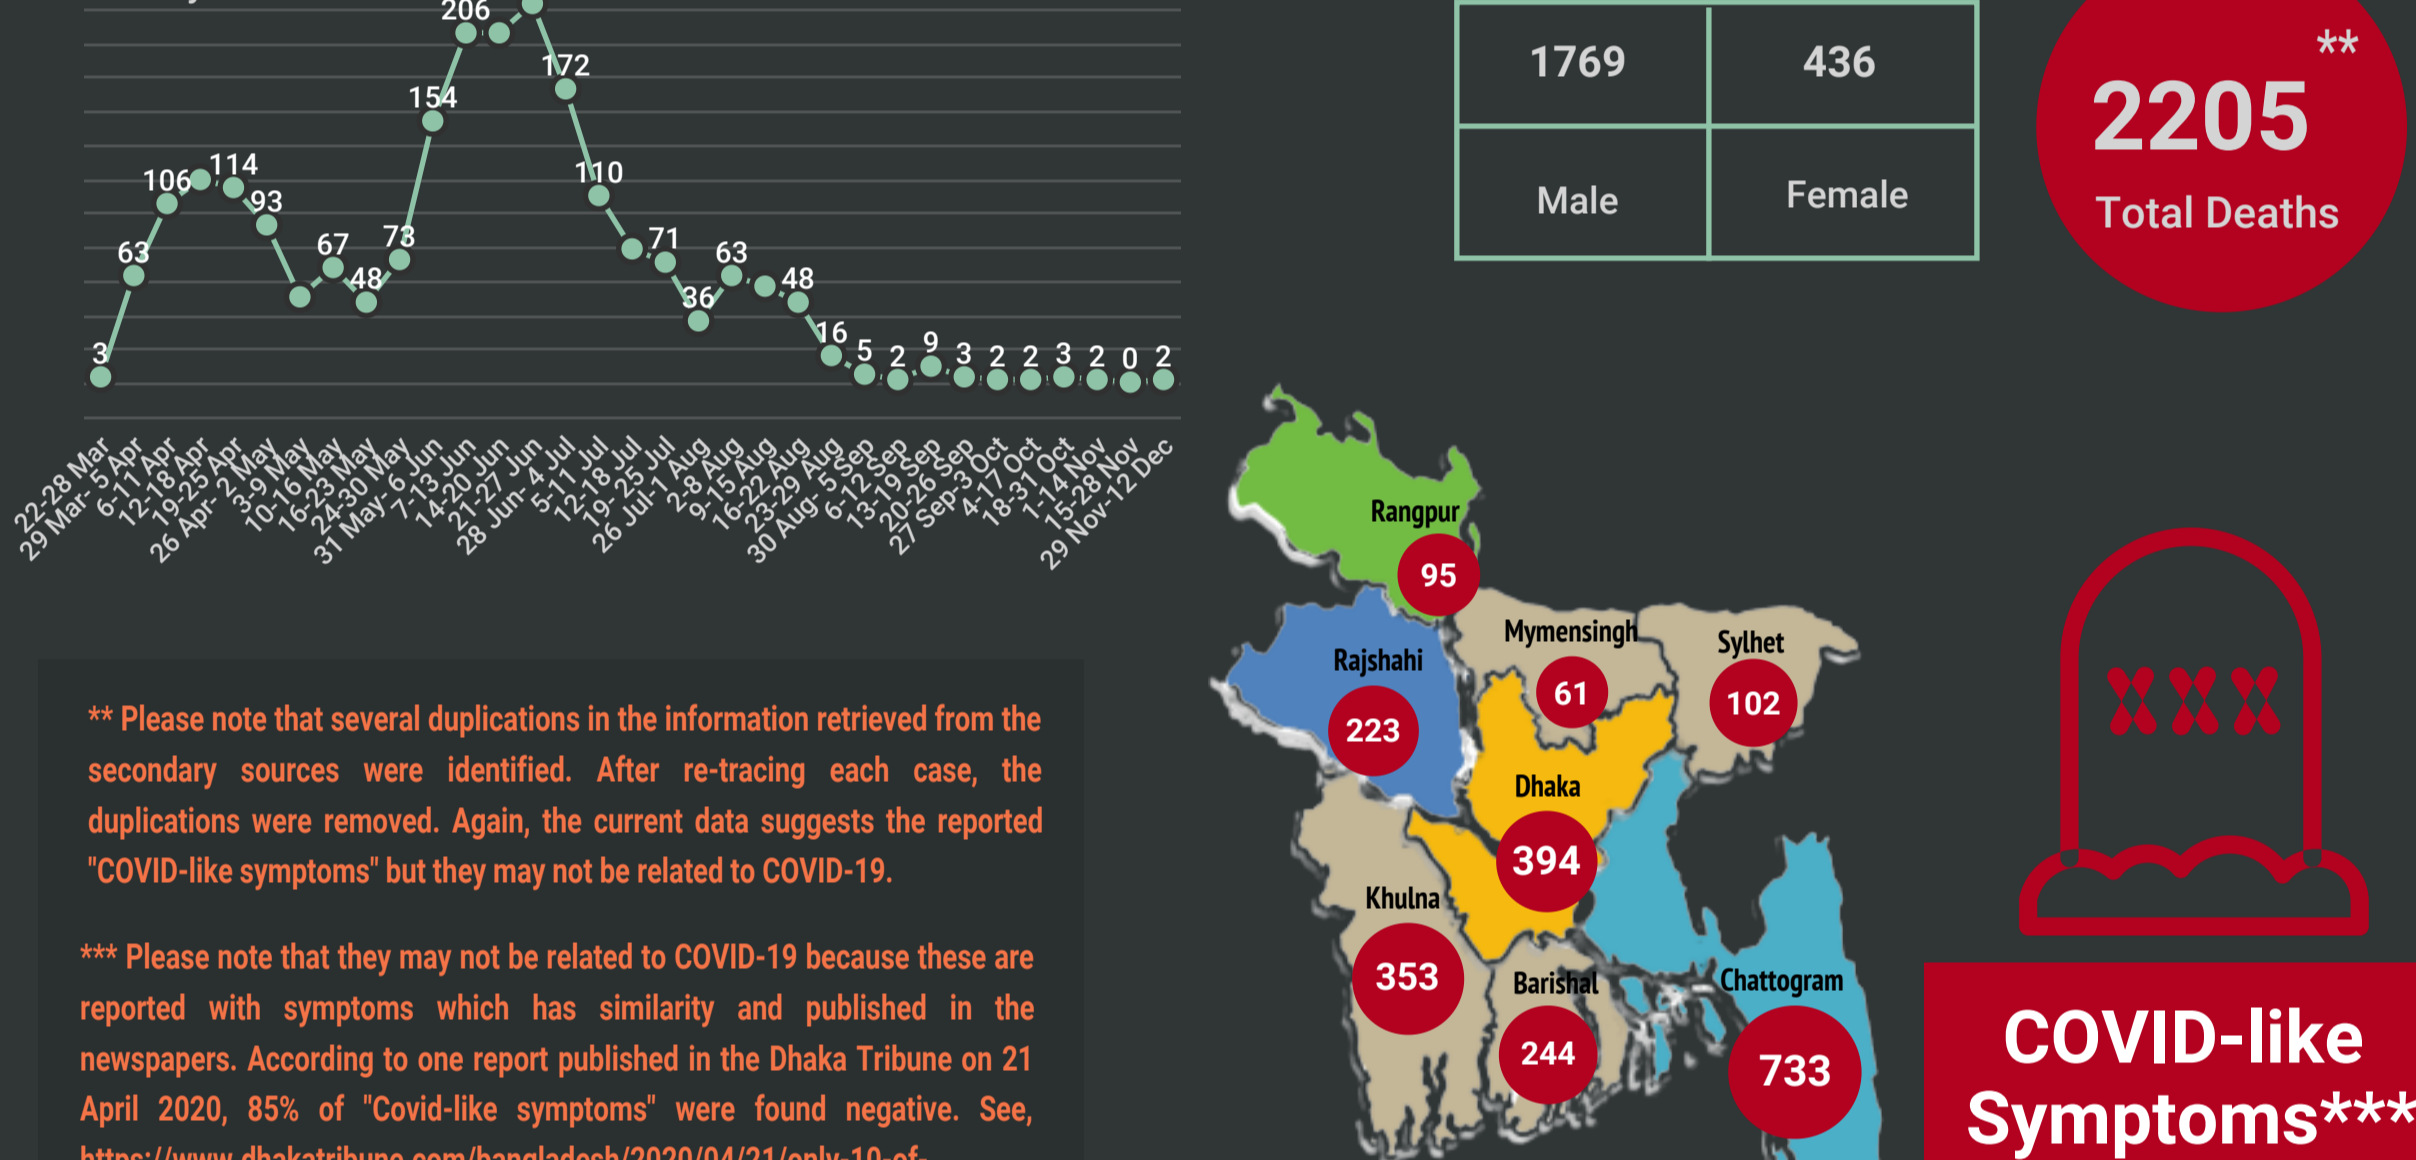 206
172
154
110
106
114
93
63
67
73
48
71
36
63
48
16
5
2
9
3
2
2
3
2
0
2
3
22-28 Mar
29 Mar- 5 Apr
6-11 Apr
12-18 Apr
19-25 Apr
26 Apr- 2 May
3-9 May
10-16 May
16-23 May
24-30 May
31 May- 6 Jun
7-13 Jun
14-20 Jun
21-27 Jun
28 Jun- 4 Jul
5-11 Jul
12-18 Jul
19- 25 Jul
26 Jul-1 Aug
2-8 Aug
9-15 Aug
16-22 Aug
23-29 Aug
30 Aug- 5 Sep
6-12 Sep
13-19 Sep
20-26 Sep
27 Sep-3 Oct
4-17 Oct
18-31 Oct
1-14 Nov
15-28 Nov
29 Nov-12 Dec
1769 436
Male Female
**
2205
Total Deaths
Rangpur
95
Mymensingh
61
Sylhet
102
Rajshahi
223
Dhaka
394
Khulna
353
Barishal
244
Chattogram
733
** Please note that several duplications in the information retrieved from the
secondary sources were identified. After re-tracing each case, the
duplications were removed. Again, the current data suggests the reported
"COVID-like symptoms" but they may not be related to COVID-19.
*** Please note that they may not be related to COVID-19 because these are
reported with symptoms which has similarity and published in the
newspapers. According to one report published in the Dhaka Tribune on 21
April 2020, 85% of "Covid-like symptoms" were found negative. See,
https://www.dhakatribune.com/bangladesh/2020/04/21/only-10-of-
COVID-like
Symptoms***